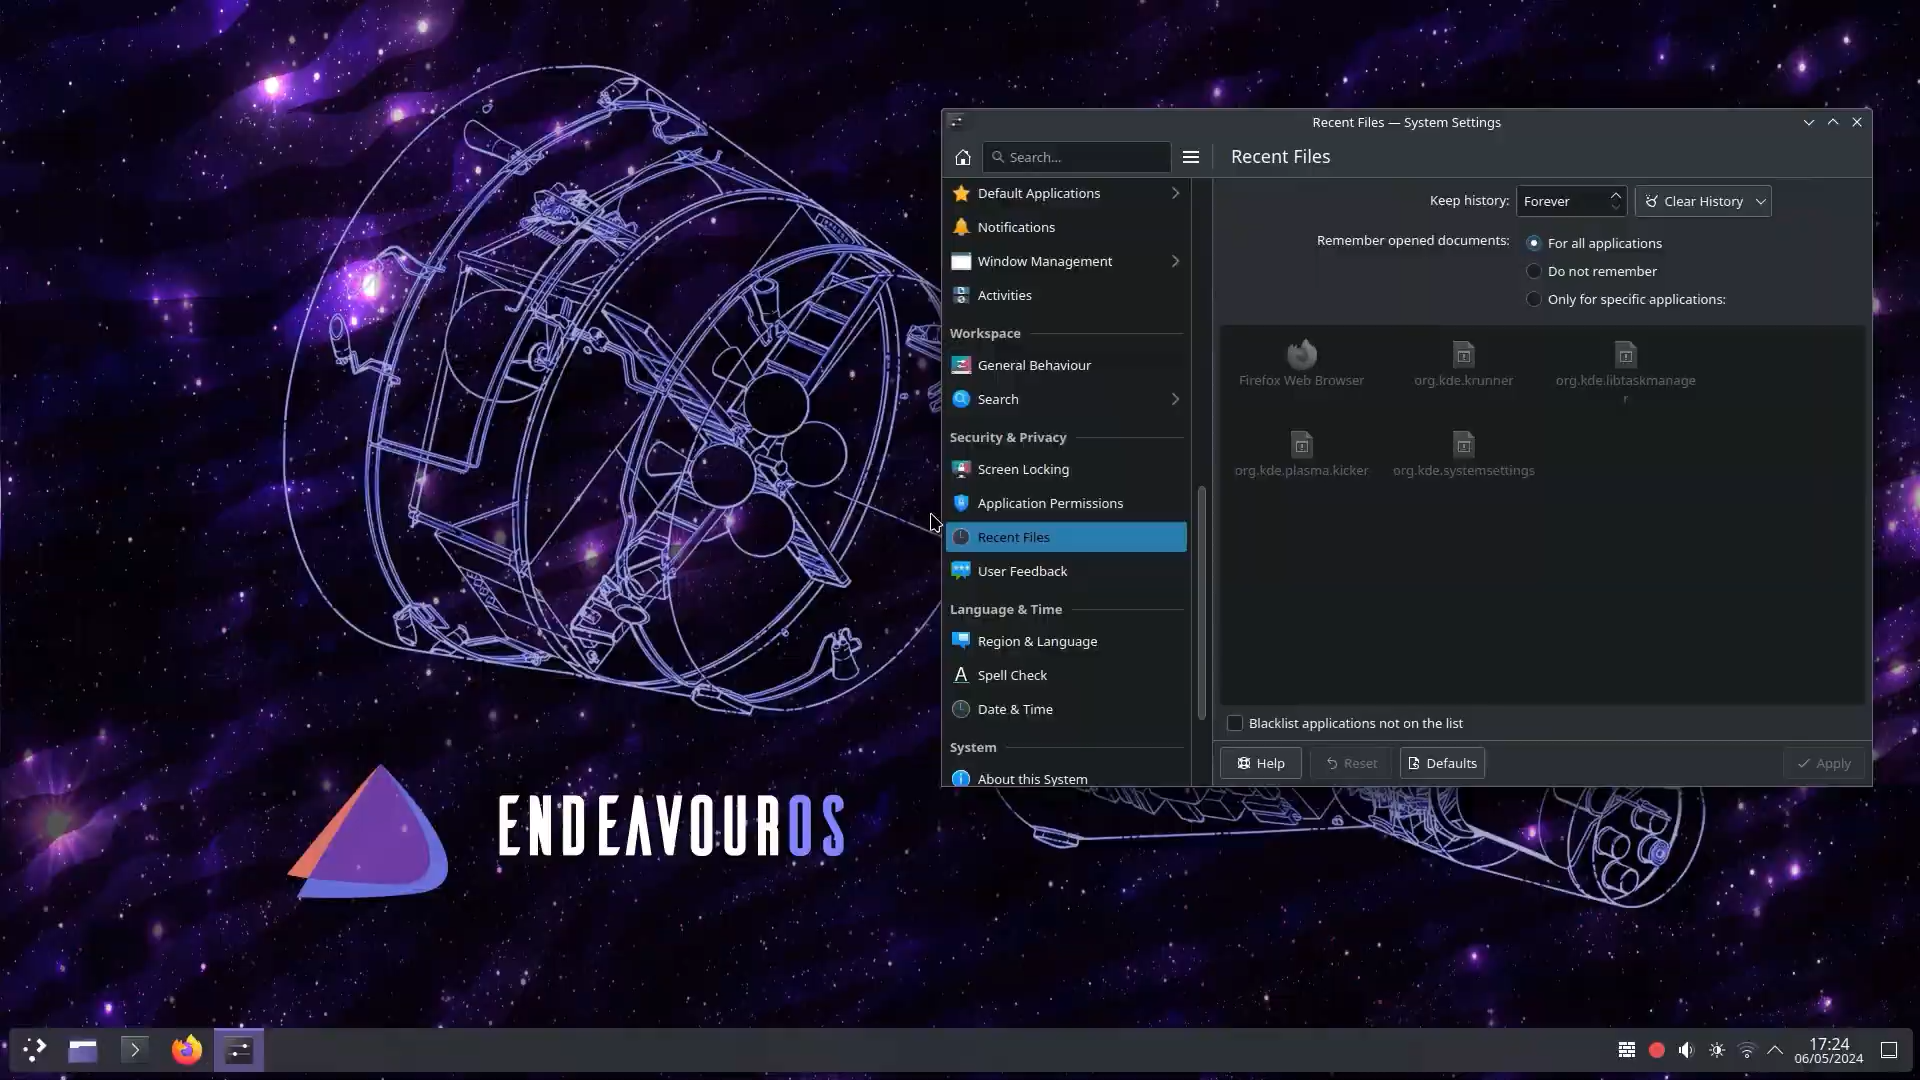 Recent Files — System Settings
Search...
Recent Files
Default Applications
Notifications
Window Management
Activities
Workspace
General Behaviour
Search
Security & Privacy
Screen Locking
Application Permissions
Recent Files
User Feedback
Language & Time
Region & Language
Spell Check
Date & Time
System
About this System
Keep history:
Forever
Clear History
Remember opened documents:
For all applications
Do not remember
Only for specific applications:
Firefox Web Browser
org.kde.krunner
org.kde.libtaskmanage
r
org.kde.plasma.kicker
org.kde.systemsettings
Blacklist applications not on the list
Help
Reset
Defaults
Apply
ENDEAVOUROS
17:24
06/05/2024